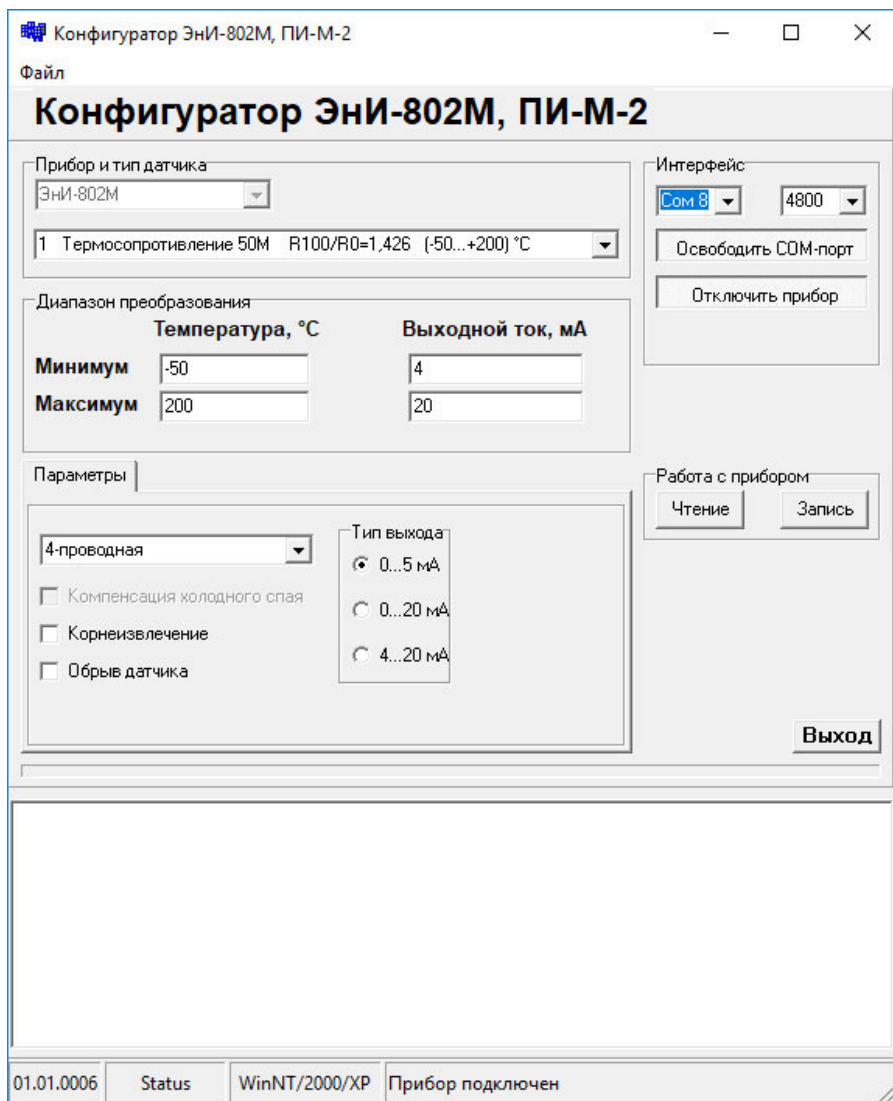 Конфигуратор ЭнИ-802М, ПИ-М-2
Файл
Конфигуратор ЭнИ-802М, ПИ-М-2
Прибор и тип датчика
ЭнИ-802М
1 Термосопротивление 50М R100/R0=1,426 (-50...+200) °C
Интерфейс
Com 8 4800
Освободить COM-порт
Отключить прибор
Диапазон преобразования
Температура, °C Выходной ток, мА
Минимум -50 4
Максимум 200 20
Параметры
4-проводная
Компенсация холодного спая
Корнеизвлечение
Обрыв датчика
Тип выхода
0...5 мА
0...20 мА
4...20 мА
Работа с прибором
Чтение Запись
Выход
01.01.0006 Status WinNT/2000/XP Прибор подключен